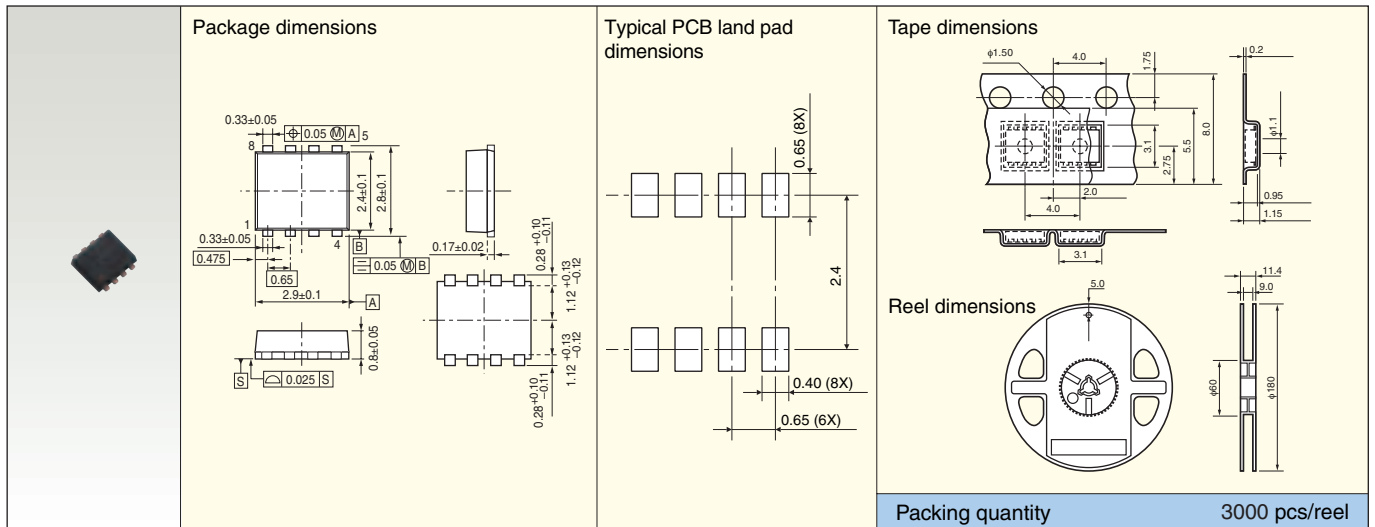 Package dimensions
0.33±0.05
⌖ 0.05 Ⓜ A
5
8
2.4±0.1
2.8±0.1
1
4
0.33±0.05
B
0.475
⌯ 0.05 Ⓜ B
0.65
2.9±0.1
A
0.17±0.02
0.28 +0.10 −0.11
1.12 +0.13 −0.12
1.12 +0.13 −0.12
0.28 +0.10 −0.11
0.8±0.05
S
⌓ 0.025 S
Typical PCB land pad
dimensions
0.65 (8X)
2.4
0.40 (8X)
0.65 (6X)
Tape dimensions
φ1.50
4.0
1.75
0.2
3.1
5.5
8.0
2.75
φ1.1
2.0
4.0
0.95
1.15
3.1
Reel dimensions
5.0
11.4
9.0
φ60
φ180
Packing quantity 3000 pcs/reel